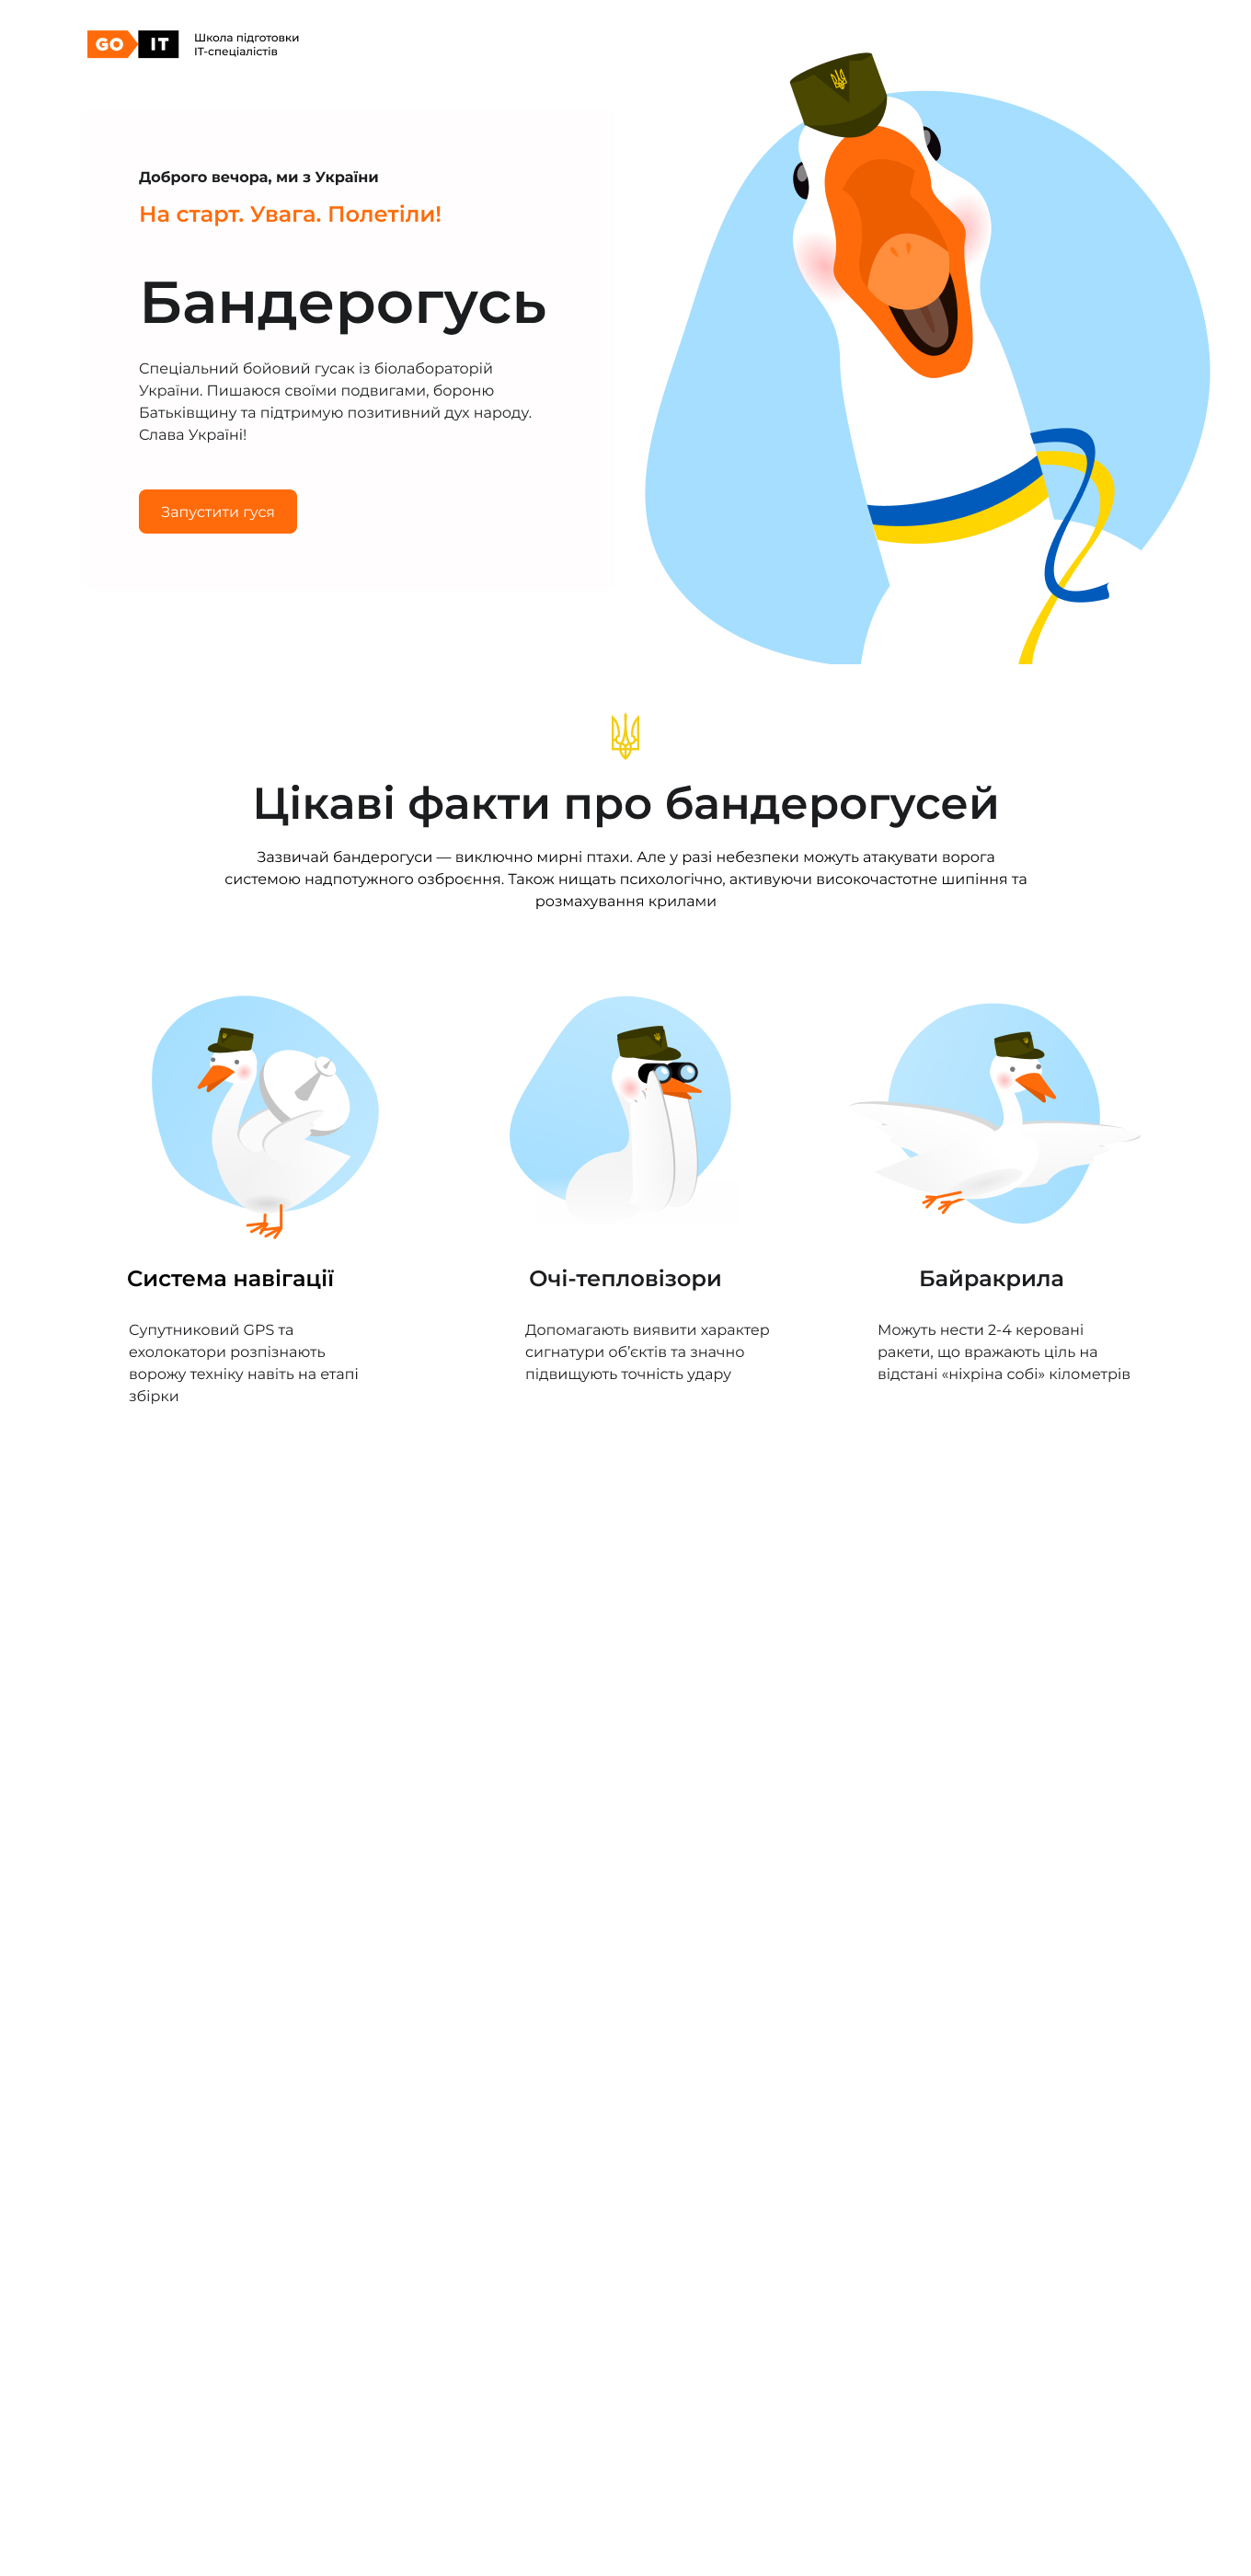 GO IT
Школа підготовки
ІТ-спеціалістів
Доброго вечора, ми з України
На старт. Увага. Полетіли!
Бандерогусь
Спеціальний бойовий гусак із біолабораторій
України. Пишаюся своїми подвигами, бороню
Батьківщину та підтримую позитивний дух народу.
Слава Україні!
Запустити гуся
Цікаві факти про бандерогусей
Зазвичай бандерогуси — виключно мирні птахи. Але у разі небезпеки можуть атакувати ворога
системою надпотужного озброєння. Також нищать психологічно, активуючи високочастотне шипіння та
розмахування крилами
Система навігації
Супутниковий GPS та
ехолокатори розпізнають
ворожу техніку навіть на етапі
збірки
Очі-тепловізори
Допомагають виявити характер
сигнатури об’єктів та значно
підвищують точність удару
Байракрила
Можуть нести 2-4 керовані
ракети, що вражають ціль на
відстані «ніхріна собі» кілометрів